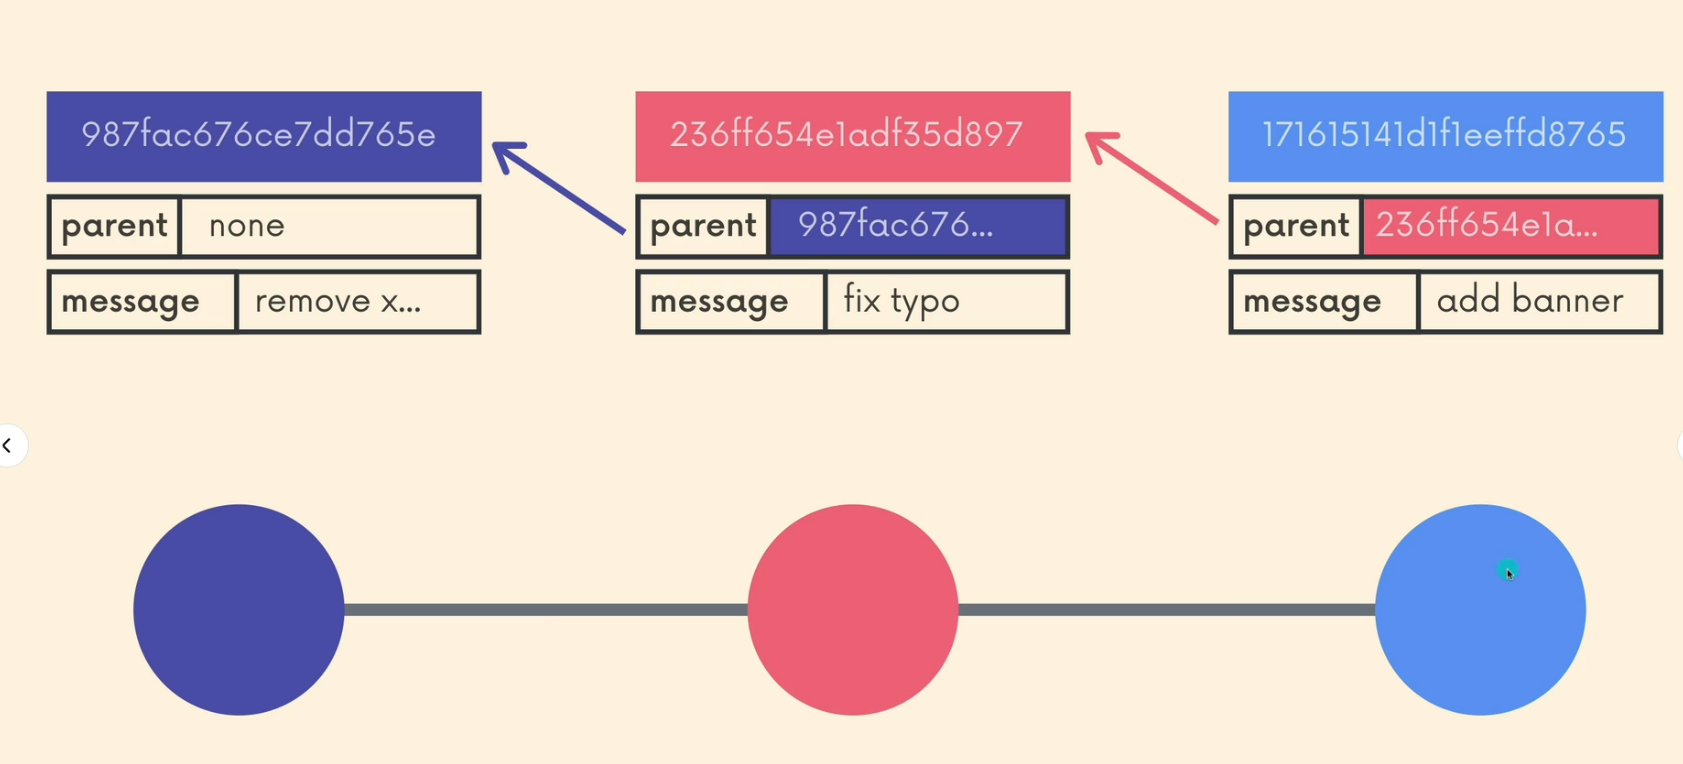 987fac676ce7dd765e
parent none
message remove x...
236ff654e1adf35d897
parent 987fac676...
message fix typo
171615141d1f1eeffd8765
parent 236ff654e1a...
message add banner